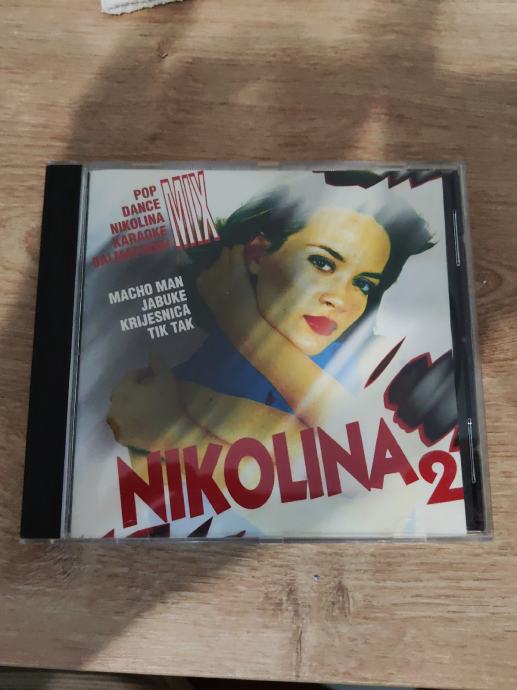 POP
DANCE
NIKOLINA
KARAOKE
MIX
MACHO MAN
JABUKE
KRIJESNICA
TIK TAK
NIKOLINA 2